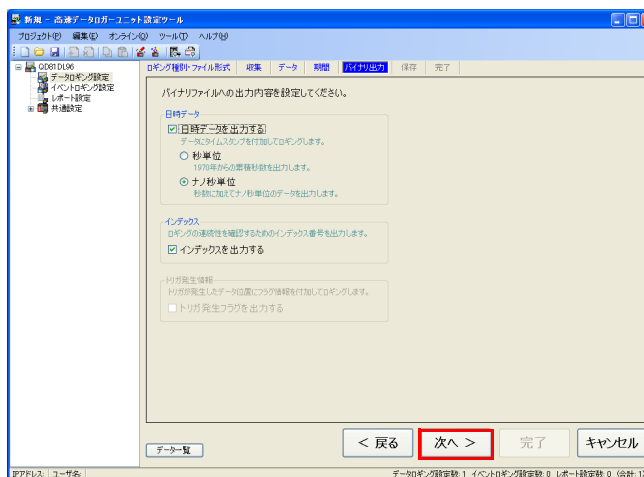 新規 - 高速データロガーユニット設定ツール
プロジェクト(P) 編集(E) オンライン(O) ツール(T) ヘルプ(H)
QD81DL96
データロギング設定
イベントロギング設定
レポート設定
共通設定
ロギング種別・ファイル形式 収集 データ 期間 バイナリ出力 保存 完了
バイナリファイルへの出力内容を設定してください。
日時データ
日時データを出力する
データにタイムスタンプを付加してロギングします。
秒単位
1970年からの累積秒数を出力します。
ナノ秒単位
秒数に加えてナノ秒単位のデータを出力します。
インデックス
ロギングの連続性を確認するためのインデックス番号を出力します。
インデックスを出力する
トリガ発生情報
トリガが発生したデータ位置にフラグ情報を付加してロギングします。
トリガ発生フラグを出力する
データ一覧
< 戻る 次へ > 完了 キャンセル
IPアドレス: ユーザ名: データロギング設定数: 1 イベントロギング設定数: 0 レポート設定数: 0 (合計: 1)